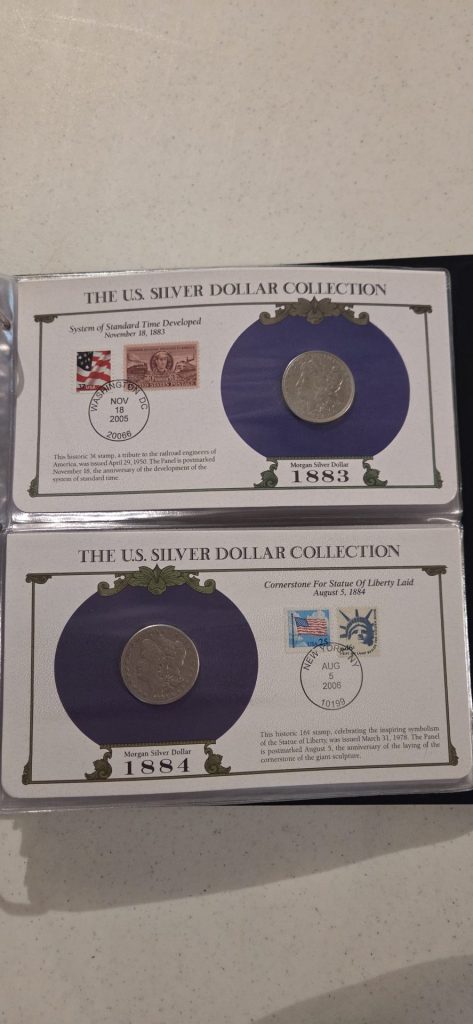 THE U.S. SILVER DOLLAR COLLECTION
System of Standard Time Developed
November 18, 1883
WASHINGTON DC
NOV
18
2005
20066
This historic 3¢ stamp, a tribute to the railroad engineers of
America, was issued April 29, 1950. The Panel is postmarked
November 18, the anniversary of the development of the
system of standard time.
Morgan Silver Dollar
1883
THE U.S. SILVER DOLLAR COLLECTION
Cornerstone For Statue Of Liberty Laid
August 5, 1884
USA 25
NEW YORK NY
AUG
5
2006
10199
Morgan Silver Dollar
1884
This historic 16¢ stamp, celebrating the inspiring symbolism
of the Statue of Liberty, was issued March 31, 1978. The Panel
is postmarked August 5, the anniversary of the laying of the
cornerstone of the giant sculpture.